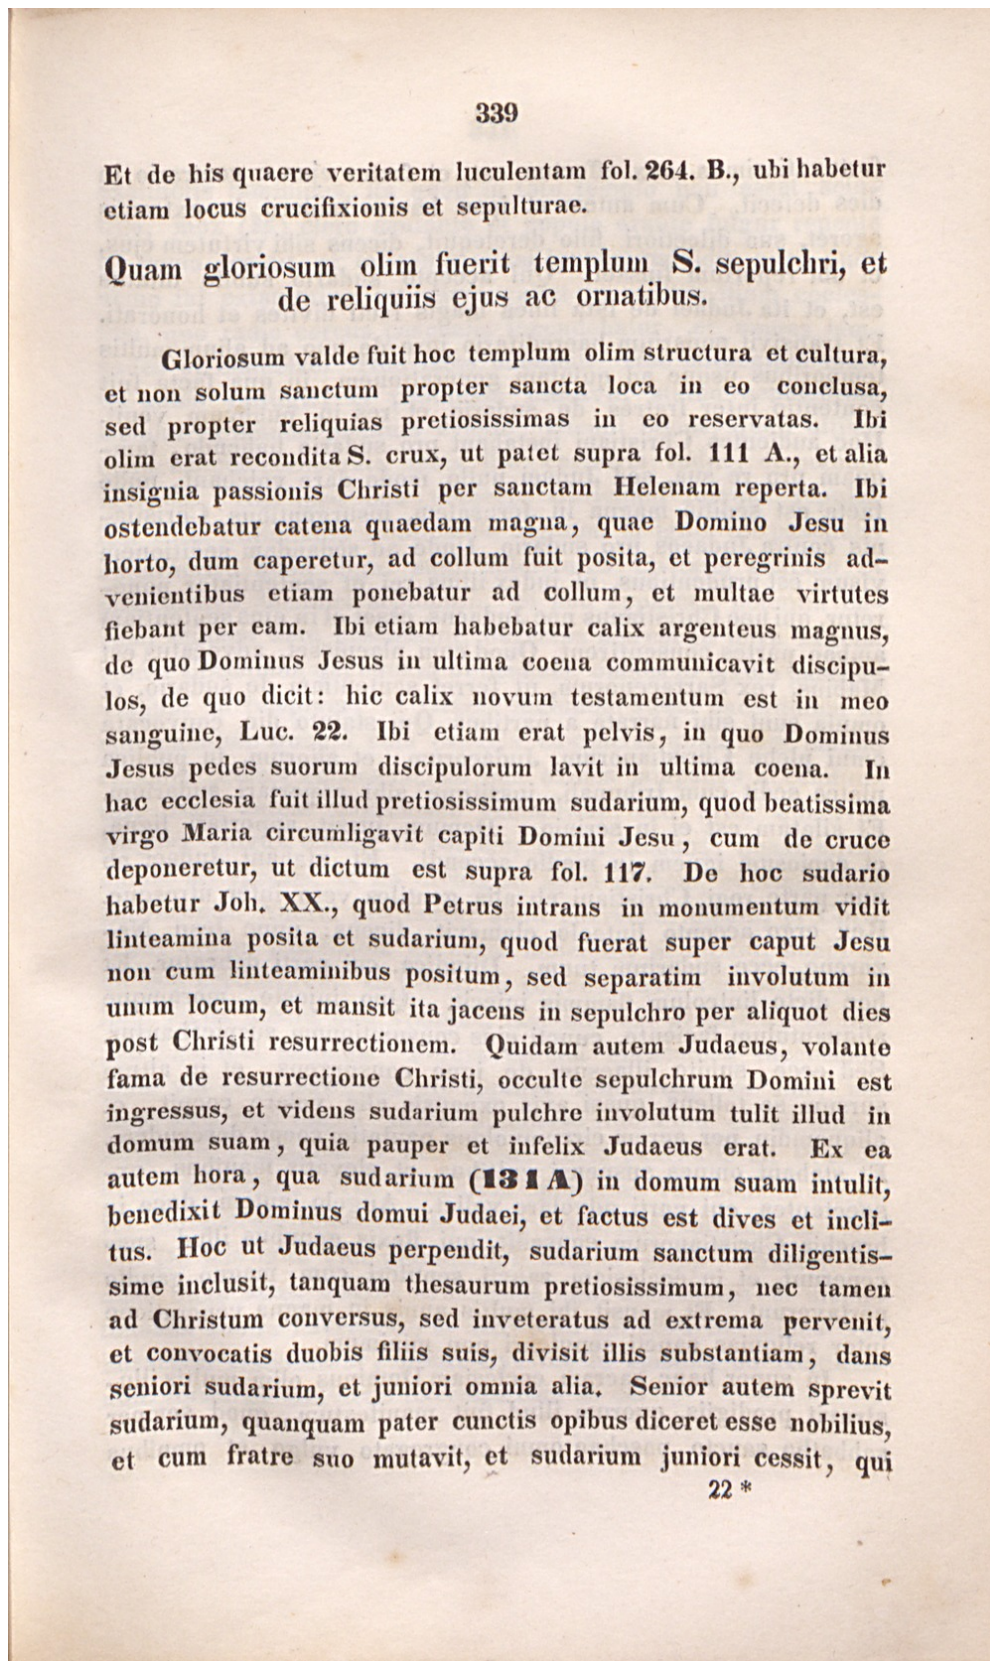 339
Et de his quaere veritatem luculentam fol. 264. B., ubi habetur
etiam locus crucifixionis et sepulturae.
Quam gloriosum olim fuerit templum S. sepulchri, et
de reliquiis ejus ac ornatibus.
Gloriosum valde fuit hoc templum olim structura et cultura,
et non solum sanctum propter sancta loca in eo conclusa,
sed propter reliquias pretiosissimas in eo reservatas. Ibi
olim erat recondita S. crux, ut patet supra fol. 111 A., et alia
insignia passionis Christi per sanctam Helenam reperta. Ibi
ostendebatur catena quaedam magna, quae Domino Jesu in
horto, dum caperetur, ad collum fuit posita, et peregrinis ad-
venientibus etiam ponebatur ad collum, et multae virtutes
fiebant per eam. Ibi etiam habebatur calix argenteus magnus,
de quo Dominus Jesus in ultima coena communicavit discipu-
los, de quo dicit: hic calix novum testamentum est in meo
sanguine, Luc. 22. Ibi etiam erat pelvis, in quo Dominus
Jesus pedes suorum discipulorum lavit in ultima coena. In
hac ecclesia fuit illud pretiosissimum sudarium, quod beatissima
virgo Maria circumligavit capiti Domini Jesu, cum de cruce
deponeretur, ut dictum est supra fol. 117. De hoc sudario
habetur Joh. XX., quod Petrus intrans in monumentum vidit
linteamina posita et sudarium, quod fuerat super caput Jesu
non cum linteaminibus positum, sed separatim involutum in
unum locum, et mansit ita jacens in sepulchro per aliquot dies
post Christi resurrectionem. Quidam autem Judaeus, volante
fama de resurrectione Christi, occulte sepulchrum Domini est
ingressus, et videns sudarium pulchre involutum tulit illud in
domum suam, quia pauper et infelix Judaeus erat. Ex ea
autem hora, qua sudarium (131 A) in domum suam intulit,
benedixit Dominus domui Judaei, et factus est dives et incli-
tus. Hoc ut Judaeus perpendit, sudarium sanctum diligentis-
sime inclusit, tanquam thesaurum pretiosissimum, nec tamen
ad Christum conversus, sed inveteratus ad extrema pervenit,
et convocatis duobis filiis suis, divisit illis substantiam, dans
seniori sudarium, et juniori omnia alia. Senior autem sprevit
sudarium, quanquam pater cunctis opibus diceret esse nobilius,
et cum fratre suo mutavit, et sudarium juniori cessit, qui
22 *